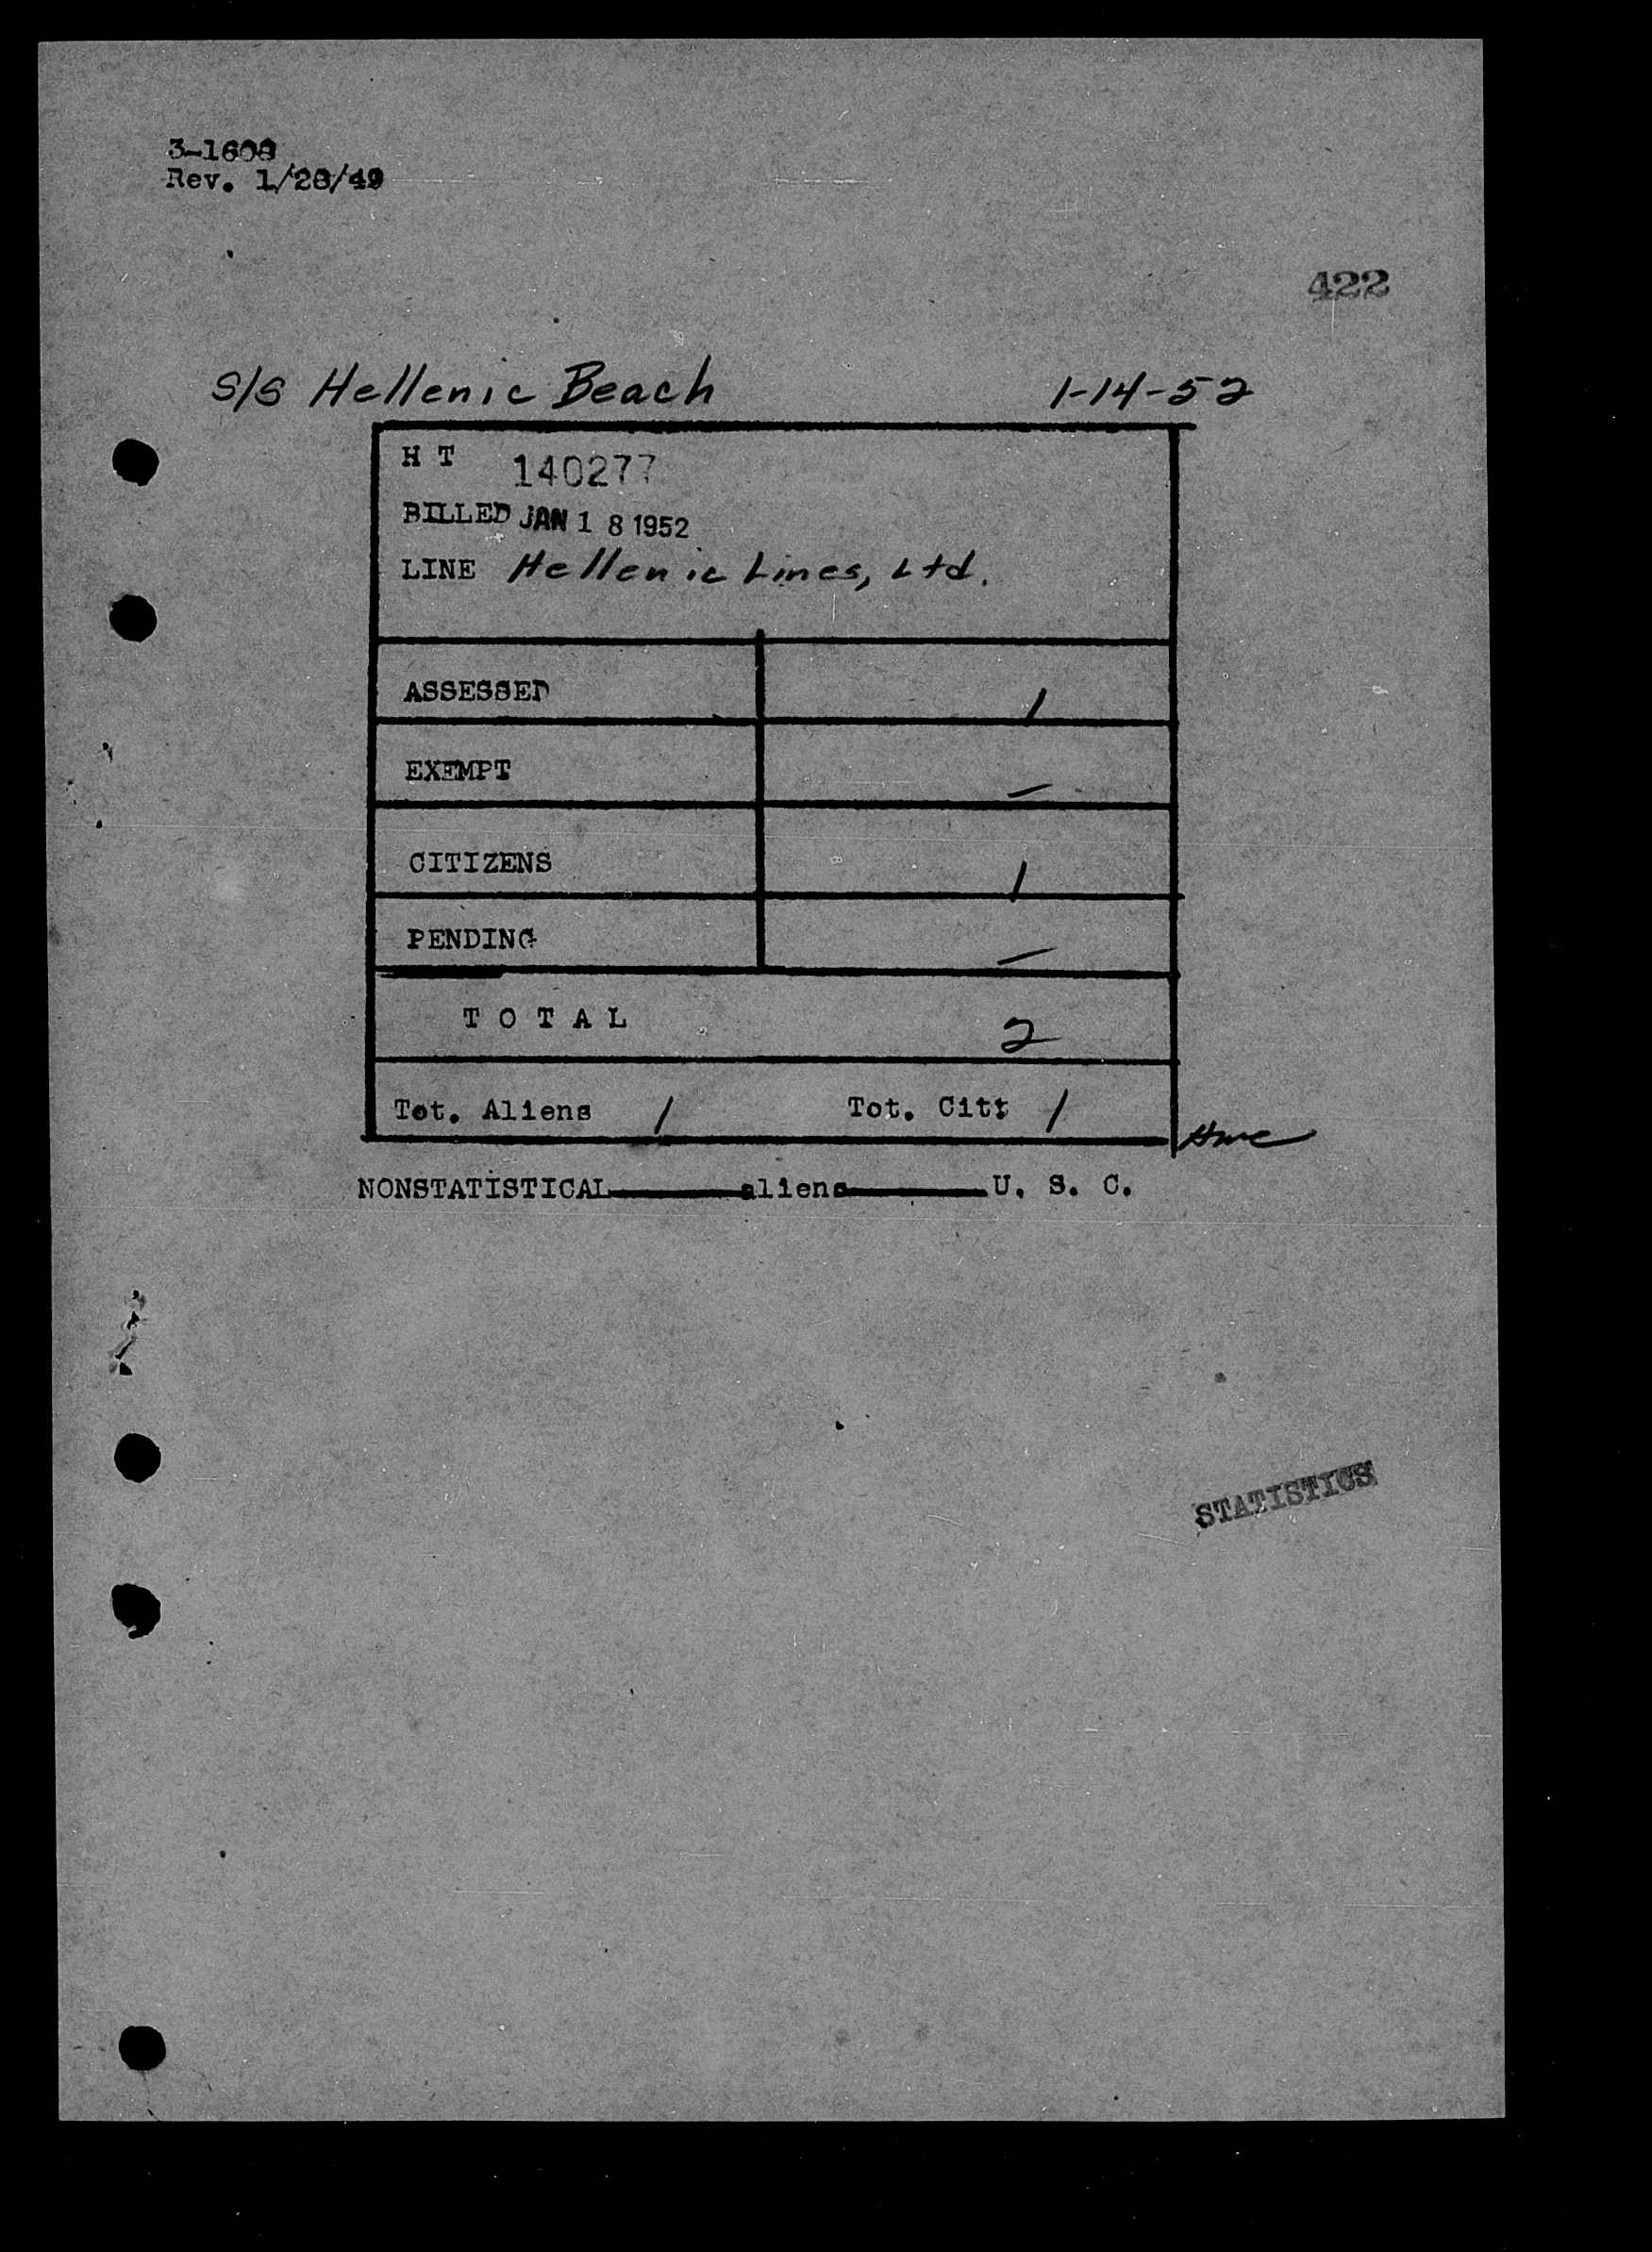 3-1608
Rev. 1/28/49
422
S/S Hellenic Beach 1-14-52
H T 140277
BILLED JAN 18 1952
LINE Hellenic Lines, Ltd.
ASSESSED 1
EXEMPT —
CITIZENS 1
PENDING —
T O T A L 2
Tot. Aliens 1 Tot. Citz 1
NONSTATISTICAL aliens U. S. C.
STATISTICS